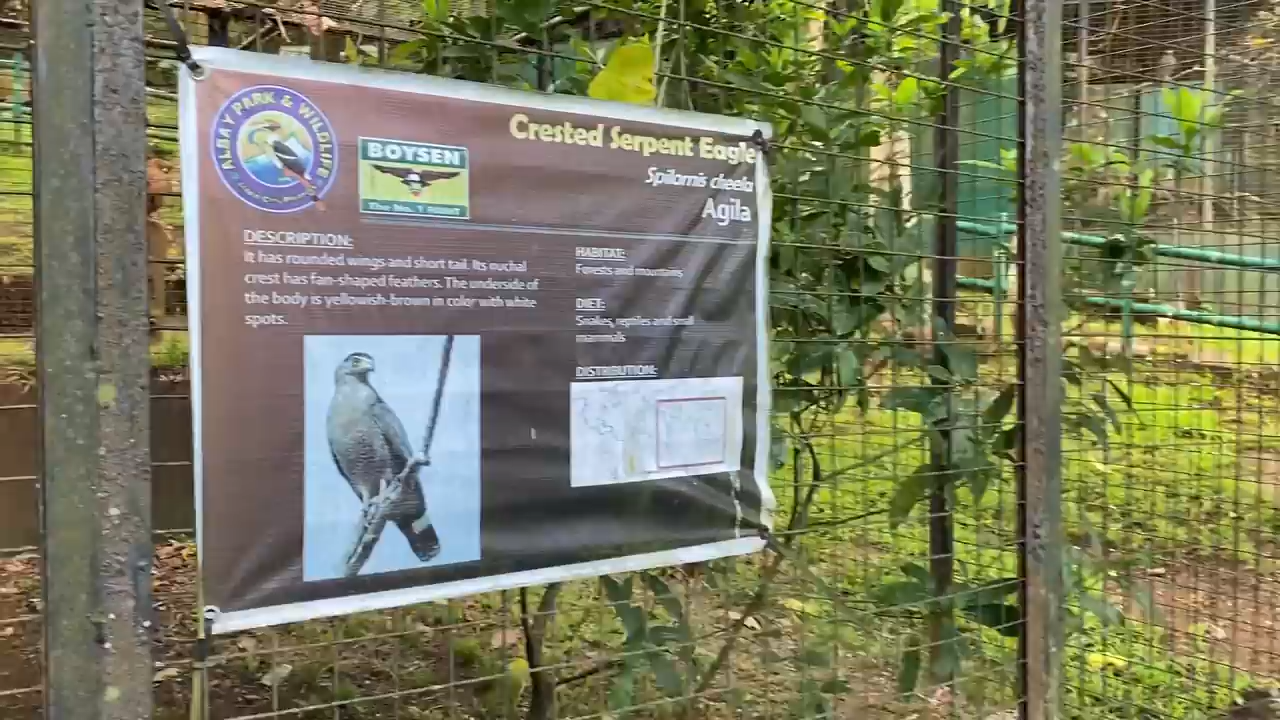 ALBAY PARK & WILDLIFE
BOYSEN
The No. 1 PAINT
Crested Serpent Eagle
Spilornis cheela
Agila
DESCRIPTION:
It has rounded wings and short tail. Its nuchal
crest has fan-shaped feathers. The underside of
the body is yellowish-brown in color with white
spots.
HABITAT:
Forests and mountains
DIET:
Snakes, reptiles and small
mammals
DISTRIBUTION: